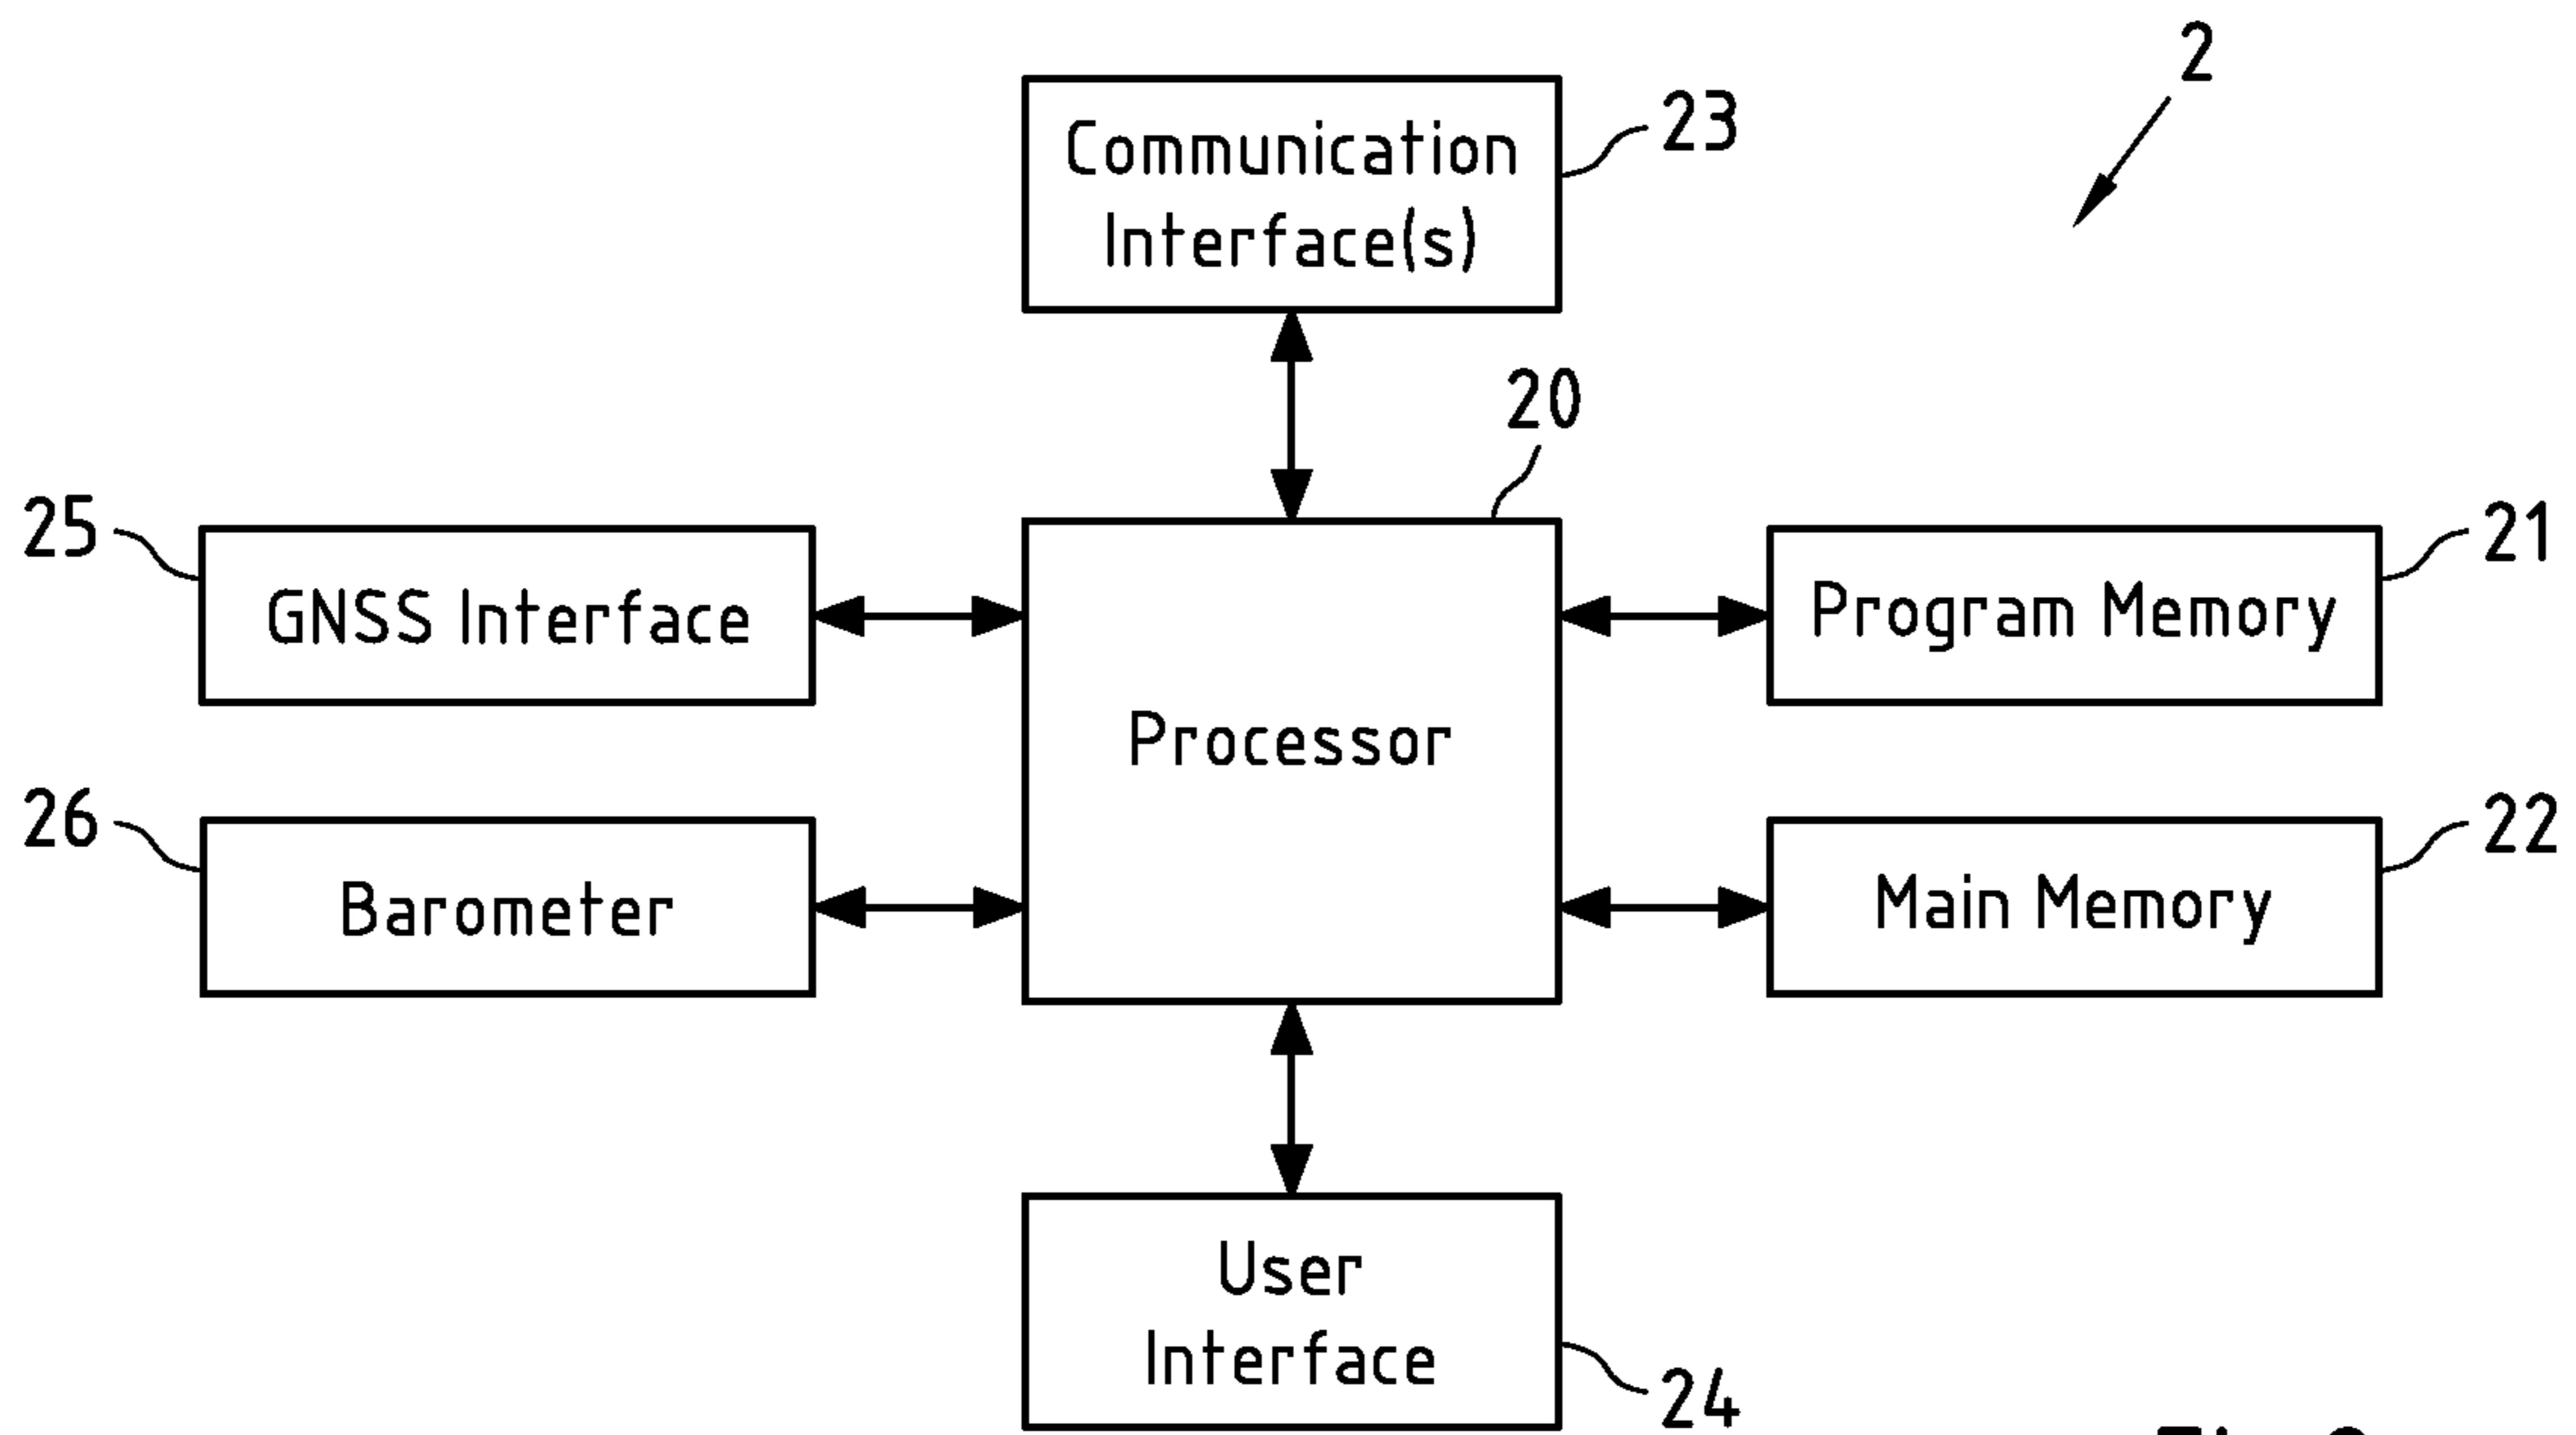 2
Communication
Interface(s)
23
20
25
GNSS Interface
Program Memory
21
Processor
26
Barometer
Main Memory
22
User
Interface
24